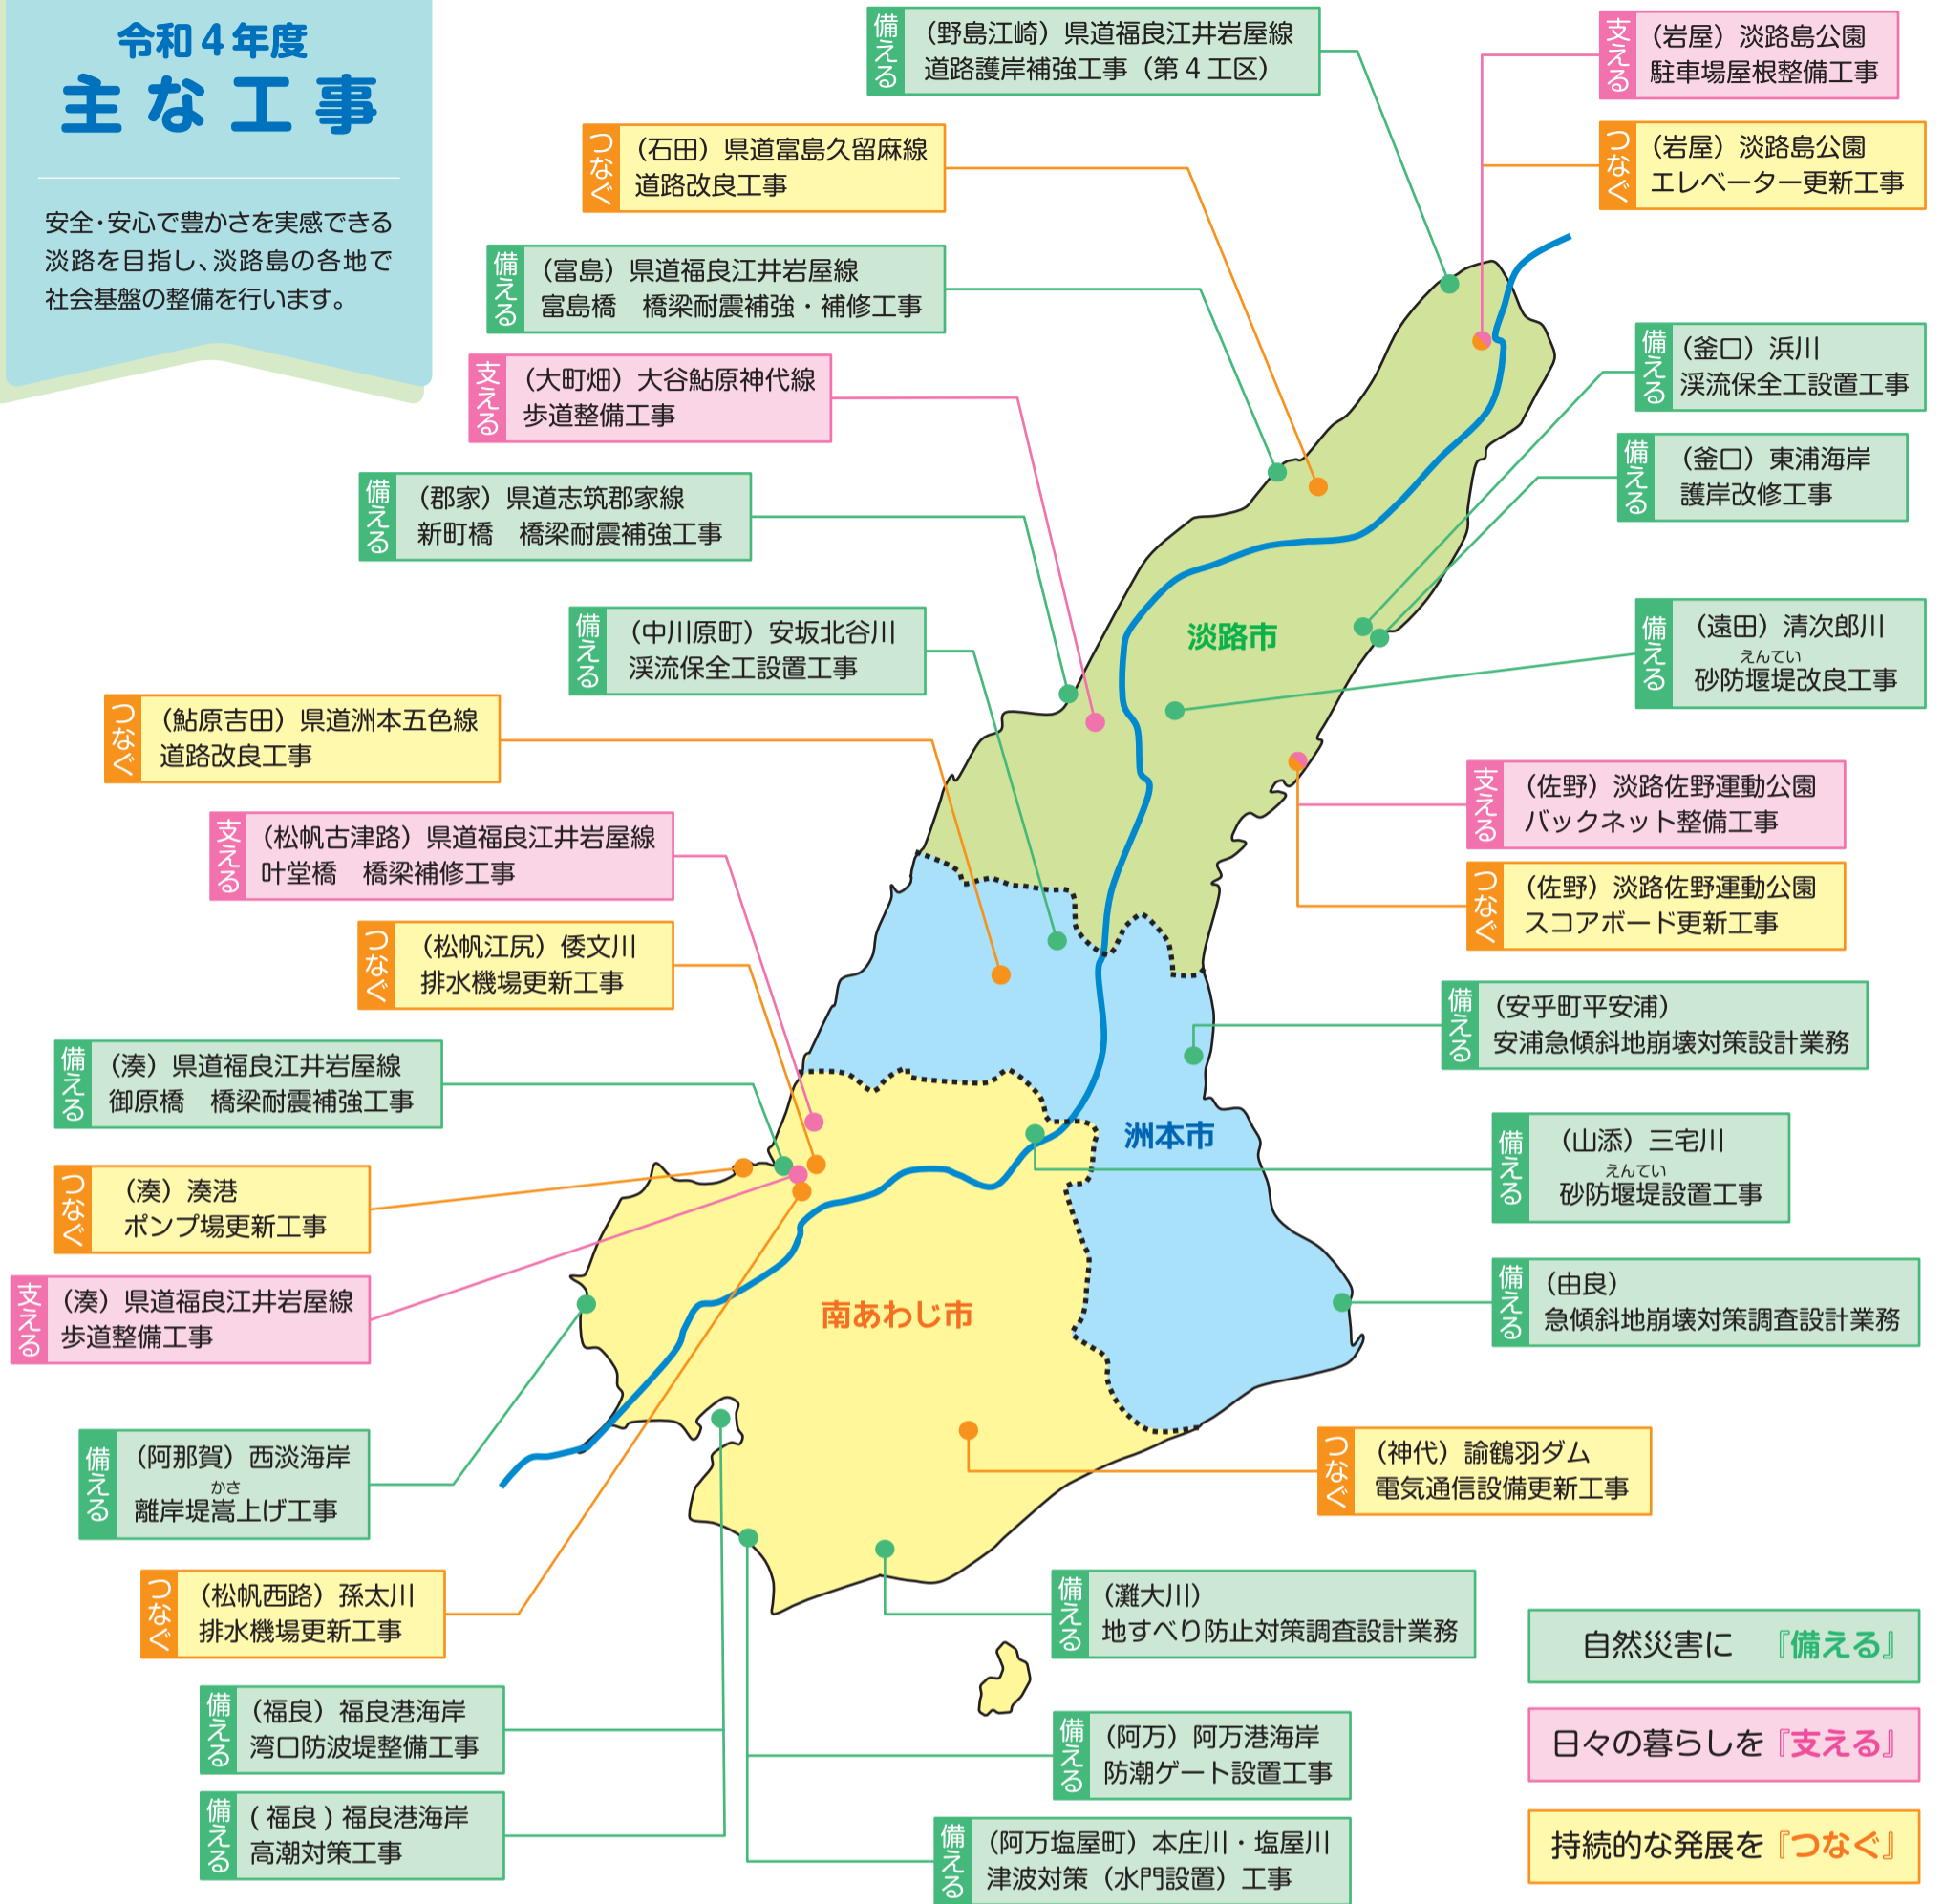 令和４年度
主な工事
安全・安心で豊かさを実感できる
淡路を目指し、淡路島の各地で
社会基盤の整備を行います。
備える
（野島江崎）県道福良江井岩屋線
道路護岸補強工事（第４工区）
支える
（岩屋）淡路島公園
駐車場屋根整備工事
つなぐ
（石田）県道富島久留麻線
道路改良工事
つなぐ
（岩屋）淡路島公園
エレベーター更新工事
備える
（富島）県道福良江井岩屋線
富島橋　橋梁耐震補強・補修工事
備える
（釜口）浜川
渓流保全工設置工事
支える
（大町畑）大谷鮎原神代線
歩道整備工事
備える
（釜口）東浦海岸
護岸改修工事
備える
（郡家）県道志筑郡家線
新町橋　橋梁耐震補強工事
備える
（中川原町）安坂北谷川
渓流保全工設置工事
淡路市
備える
（遠田）清次郎川
えんてい
砂防堰堤改良工事
つなぐ
（鮎原吉田）県道洲本五色線
道路改良工事
支える
（佐野）淡路佐野運動公園
バックネット整備工事
支える
（松帆古津路）県道福良江井岩屋線
叶堂橋　橋梁補修工事
つなぐ
（佐野）淡路佐野運動公園
スコアボード更新工事
つなぐ
（松帆江尻）倭文川
排水機場更新工事
備える
（安乎町平安浦）
安浦急傾斜地崩壊対策設計業務
備える
（湊）県道福良江井岩屋線
御原橋　橋梁耐震補強工事
洲本市
備える
（山添）三宅川
えんてい
砂防堰堤設置工事
つなぐ
（湊）湊港
ポンプ場更新工事
備える
（由良）
急傾斜地崩壊対策調査設計業務
支える
（湊）県道福良江井岩屋線
歩道整備工事
南あわじ市
備える
（阿那賀）西淡海岸
かさ
離岸堤嵩上げ工事
つなぐ
（神代）諭鶴羽ダム
電気通信設備更新工事
つなぐ
（松帆西路）孫太川
排水機場更新工事
備える
（灘大川）
地すべり防止対策調査設計業務
備える
（福良）福良港海岸
湾口防波堤整備工事
備える
（阿万）阿万港海岸
防潮ゲート設置工事
備える
( 福良 ) 福良港海岸
高潮対策工事
備える
（阿万塩屋町）本庄川・塩屋川
津波対策（水門設置）工事
自然災害に　『備える』
日々の暮らしを『支える』
持続的な発展を『つなぐ』